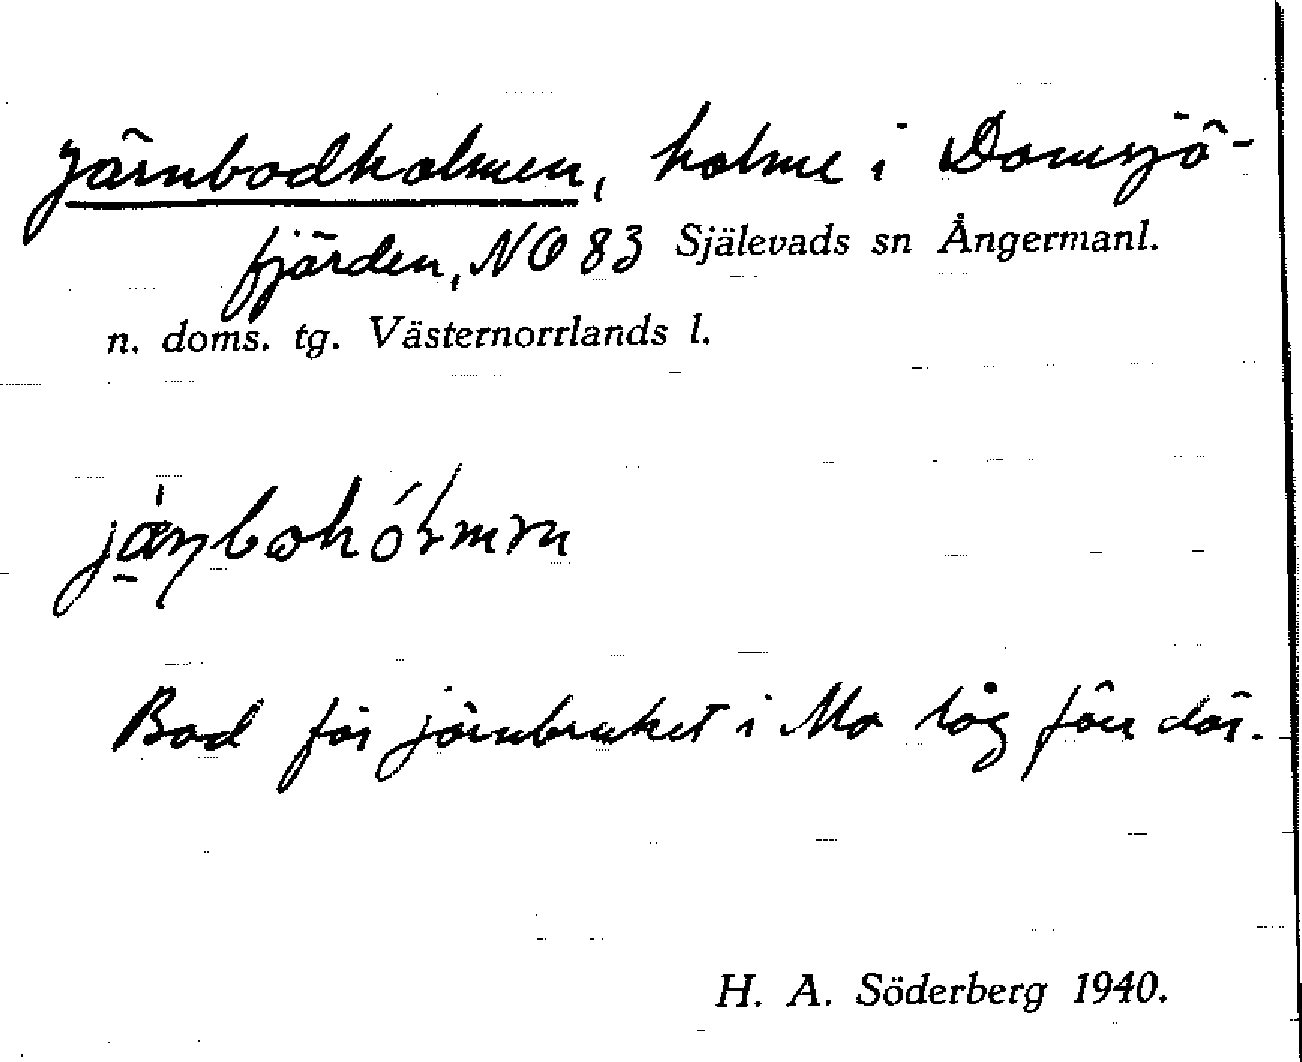 Järnbodholmen, holme i Domsjö-
fjärden, NO 83 Själevads sn Ångermanl.
n. doms. tg. Västernorrlands l.
Bod för järnbruket i Mo låg förr där.
H. A. Söderberg 1940.